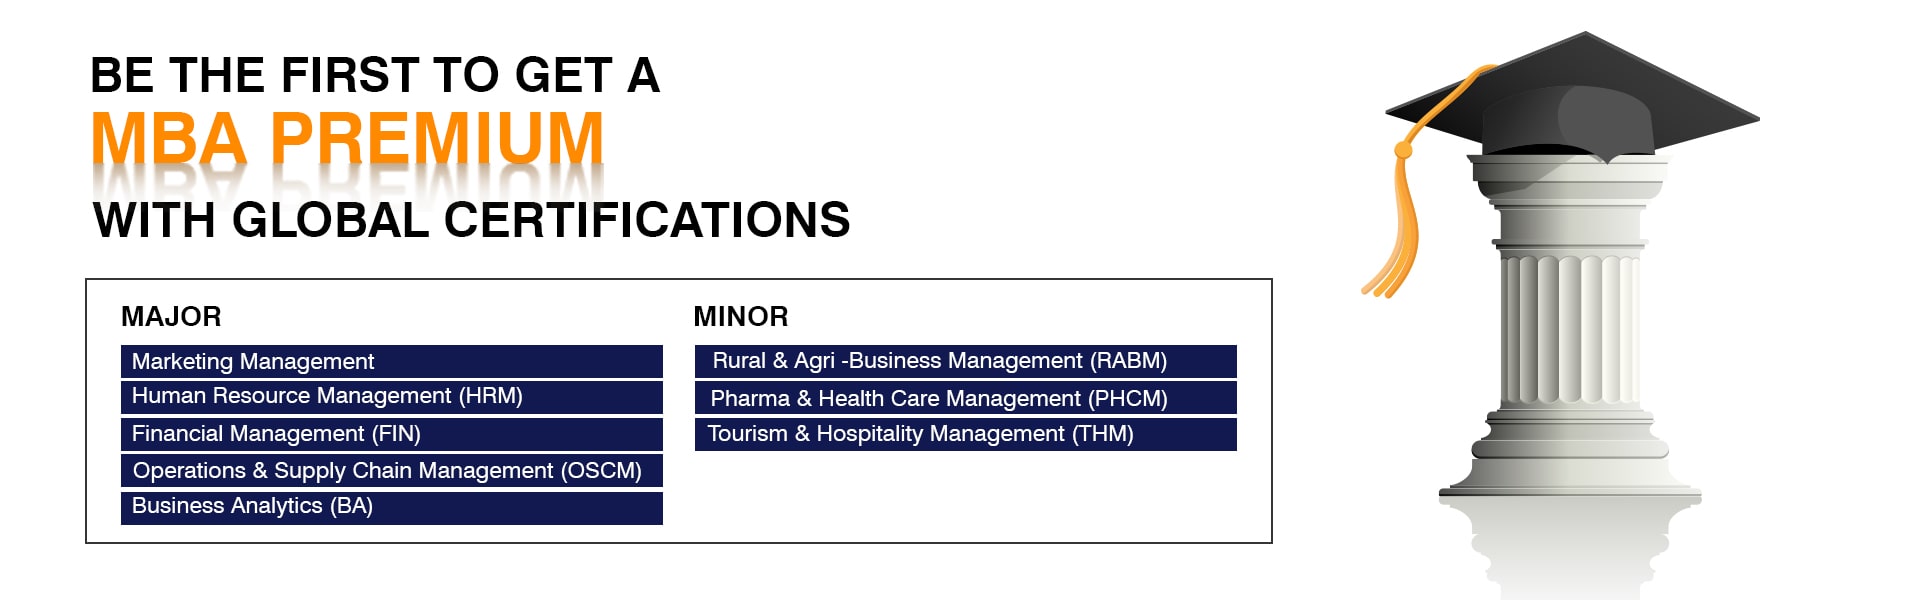 BE THE FIRST TO GET A
MBA PREMIUM
WITH GLOBAL CERTIFICATIONS
MAJOR
Marketing Management
Human Resource Management (HRM)
Financial Management (FIN)
Operations & Supply Chain Management (OSCM)
Business Analytics (BA)
MINOR
Rural & Agri -Business Management (RABM)
Pharma & Health Care Management (PHCM)
Tourism & Hospitality Management (THM)